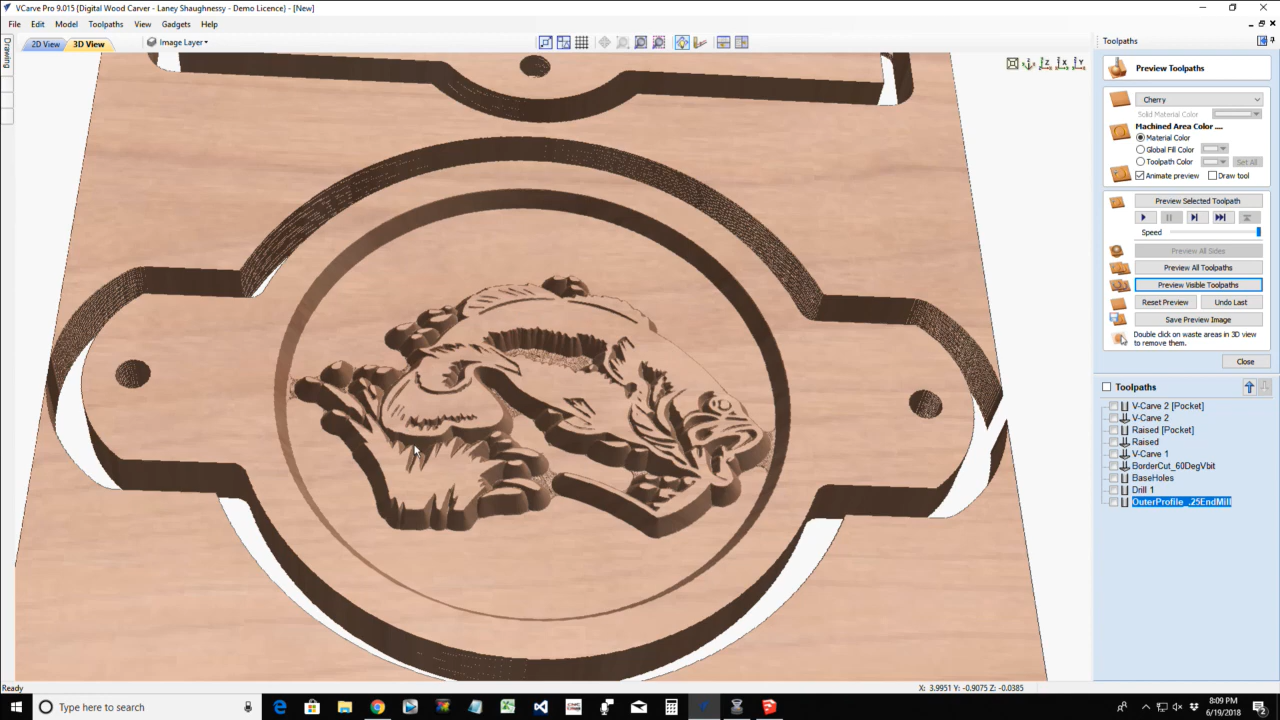 VCarve Pro 9.015 {Digital Wood Carver - Laney Shaughnessy - Demo Licence} - [New]
File Edit Model Toolpaths View Gadgets Help
2D View 3D View Image Layer
Drawing
Z X Y
Toolpaths
Preview Toolpaths
Cherry
Solid Material Color
Machined Area Color ....
Material Color
Global Fill Color
Toolpath Color Set All
Animate preview Draw tool
Preview Selected Toolpath
Speed
Preview All Sides
Preview All Toolpaths
Preview Visible Toolpaths
Reset Preview Undo Last
Save Preview Image
Double click on waste areas in 3D view
to remove them.
Close
Toolpaths
V-Carve 2 [Pocket]
V-Carve 2
Raised [Pocket]
Raised
V-Carve 1
BorderCut_60DegVbit
BaseHoles
Drill 1
OuterProfile_.25EndMill
Ready
X: 3.9951 Y: -0.9075 Z: -0.0385
Type here to search
8:09 PM
6/19/2018
2